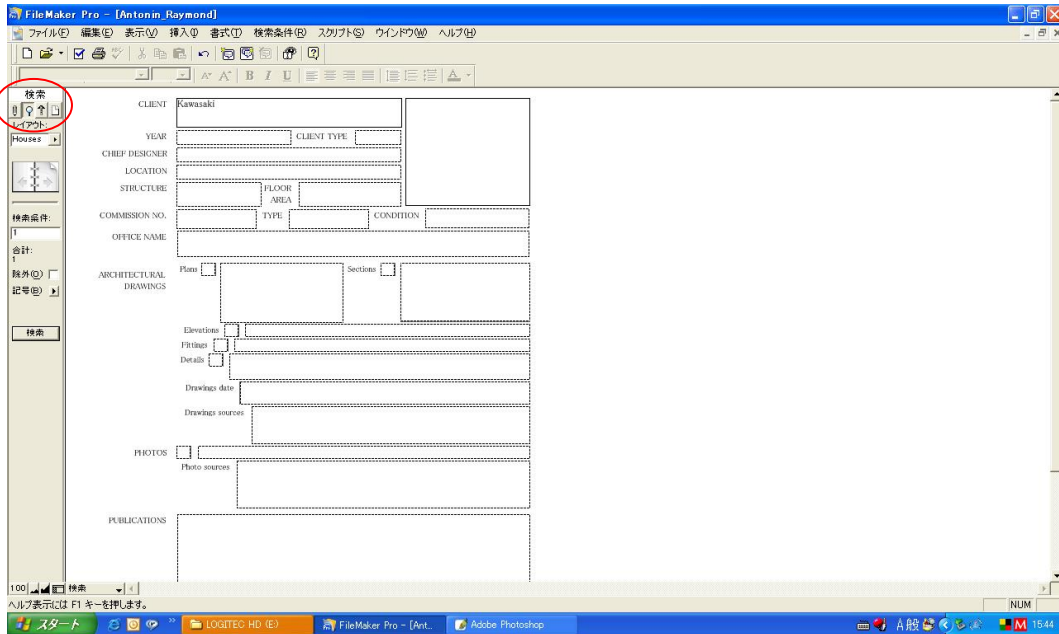 FileMaker Pro - [Antonin_Raymond]
ファイル(F) 編集(E) 表示(V) 挿入(I) 書式(T) 検索条件(R) スクリプト(S) ウインドウ(W) ヘルプ(H)
B I U A
検索
レイアウト:
Houses
検索条件:
1
合計:
1
除外(O)
記号(B)
検索
CLIENT Kawasaki
YEAR CLIENT TYPE
CHIEF DESIGNER
LOCATION
STRUCTURE FLOOR AREA
COMMISSION NO. TYPE CONDITION
OFFICE NAME
ARCHITECTURAL DRAWINGS Plans Sections
Elevations
Fittings
Details
Drawings date
Drawings sources
PHOTOS
Photo sources
PUBLICATIONS
100 検索
ヘルプ表示には F1 キーを押します。 NUM
スタート LOGITEC HD (E:) FileMaker Pro - [Ant... Adobe Photoshop A 般 15:44